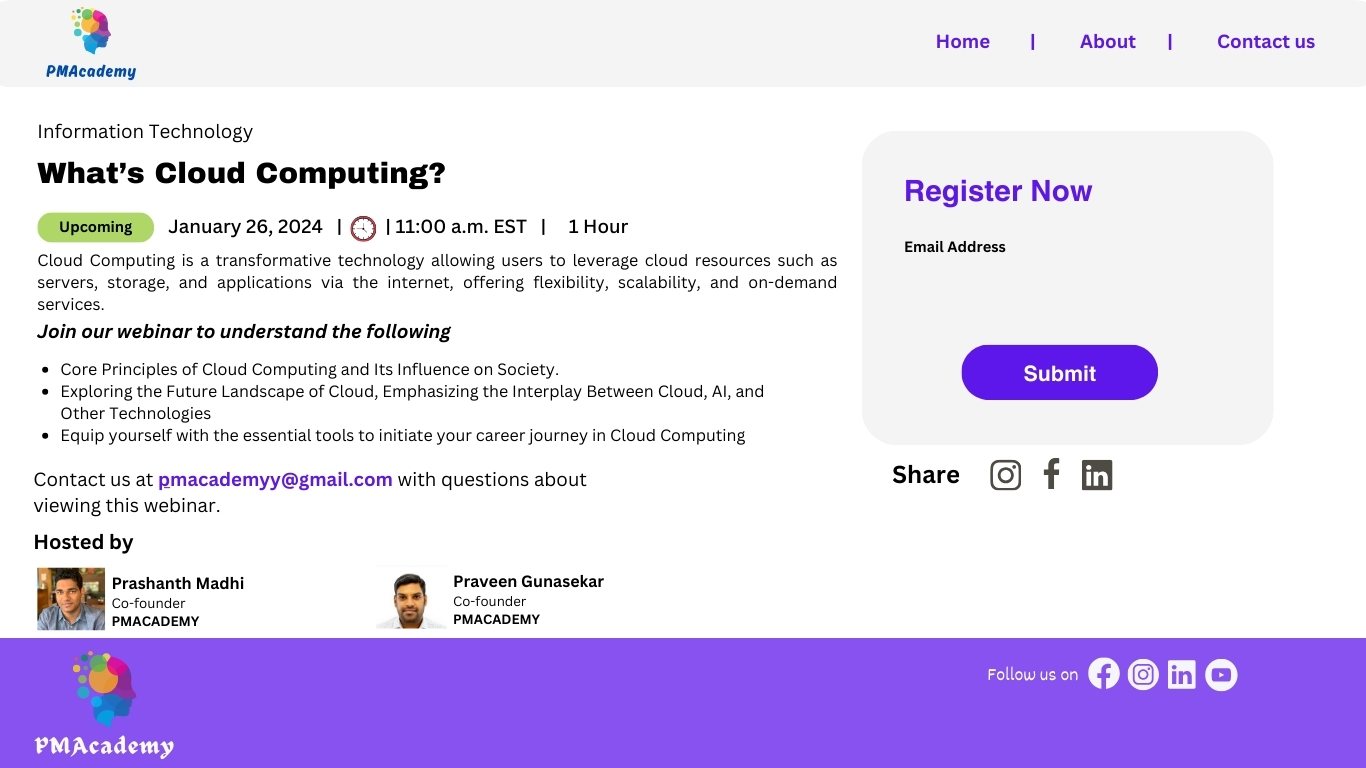 PMAcademy
Home | About | Contact us
Information Technology
What's Cloud Computing?
Upcoming January 26, 2024 | | 11:00 a.m. EST | 1 Hour
Cloud Computing is a transformative technology allowing users to leverage cloud resources such as
servers, storage, and applications via the internet, offering flexibility, scalability, and on-demand
services.
Join our webinar to understand the following
• Core Principles of Cloud Computing and Its Influence on Society.
• Exploring the Future Landscape of Cloud, Emphasizing the Interplay Between Cloud, AI, and
Other Technologies
• Equip yourself with the essential tools to initiate your career journey in Cloud Computing
Contact us at pmacademyy@gmail.com with questions about
viewing this webinar.
Hosted by
Prashanth Madhi
Co-founder
PMACADEMY
Praveen Gunasekar
Co-founder
PMACADEMY
Register Now
Email Address
Submit
Share
PMAcademy
Follow us on